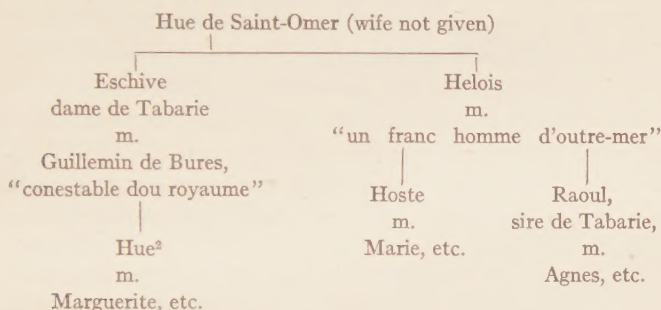 Hue de Saint-Omer (wife not given)
Eschive
dame de Tabarie
m.
Guillemin de Bures,
“conestable dou royaume”
Hue²
m.
Marguerite, etc.
Helois
m.
“un franc homme d'outre-mer”
Hoste
m.
Marie, etc.
Raoul,
sire de Tabarie,
m.
Agnes, etc.